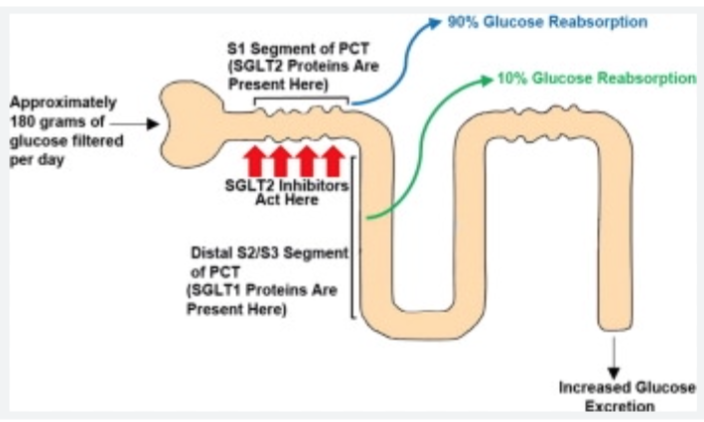 90% Glucose Reabsorption
S1 Segment of PCT
(SGLT2 Proteins Are
Present Here)
10% Glucose Reabsorption
Approximately
180 grams of
glucose filtered
per day
SGLT2 Inhibitors
Act Here
Distal S2/S3 Segment
of PCT
(SGLT1 Proteins Are
Present Here)
Increased Glucose
Excretion